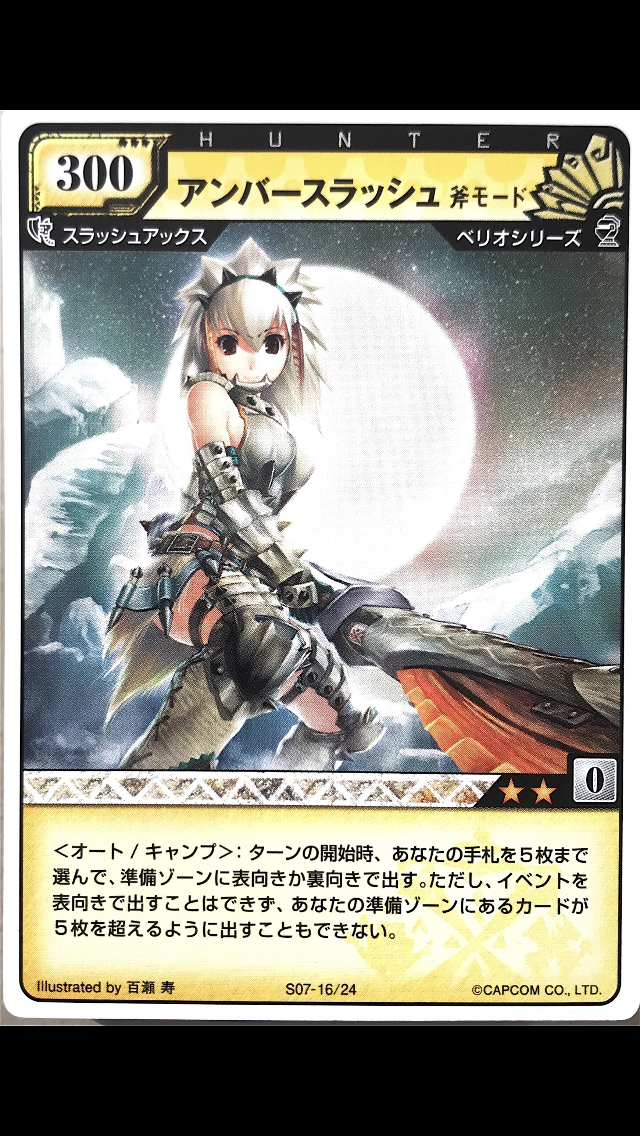 HUNTER
300
アンバースラッシュ 斧モード
スラッシュアックス
ベリオシリーズ
★★
0
<オート / キャンプ>：ターンの開始時、あなたの手札を５枚まで
選んで、準備ゾーンに表向きか裏向きで出す。ただし、イベントを
表向きで出すことはできず、あなたの準備ゾーンにあるカードが
５枚を超えるように出すこともできない。
Illustrated by 百瀬 寿
S07-16/24
©CAPCOM CO., LTD.